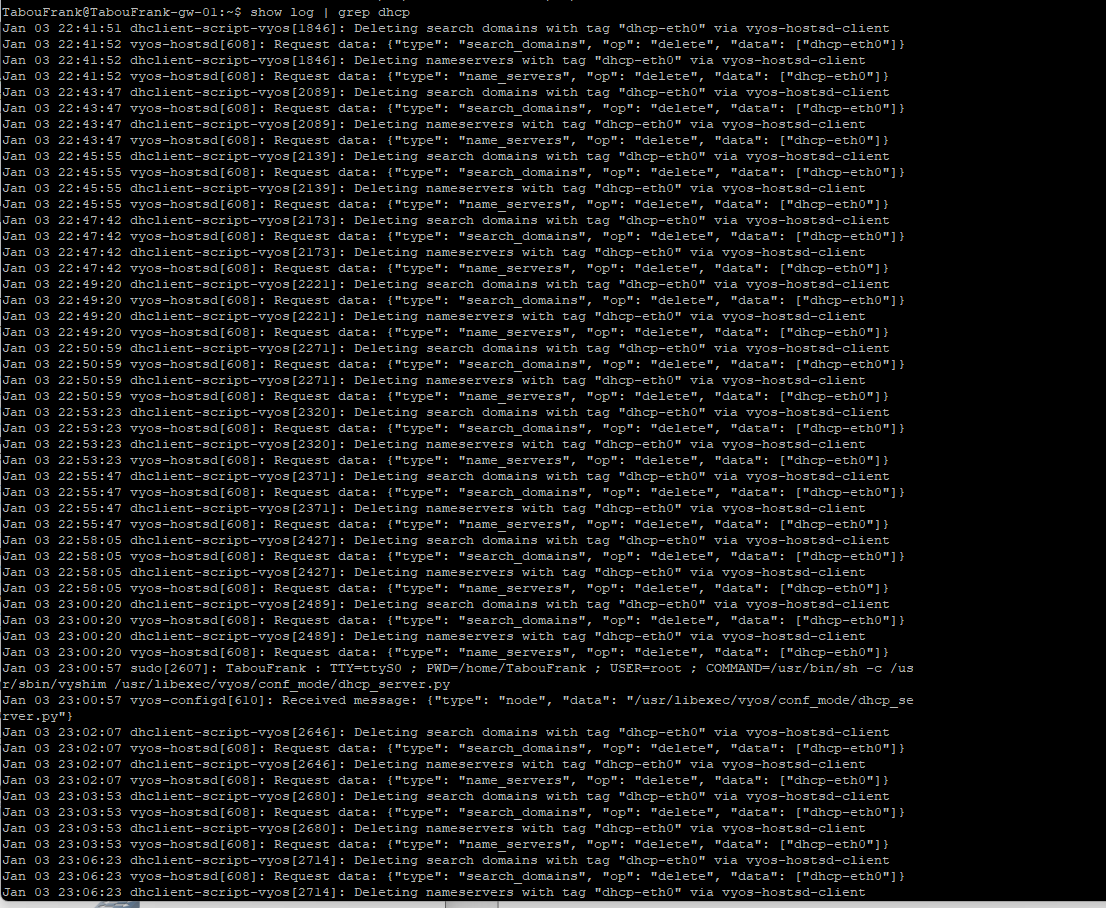 TabouFrank@TabouFrank-gw-01:~$ show log | grep dhcp
Jan 03 22:41:51 dhclient-script-vyos[1846]: Deleting search domains with tag "dhcp-eth0" via vyos-hostsd-client
Jan 03 22:41:52 vyos-hostsd[608]: Request data: {"type": "search_domains", "op": "delete", "data": ["dhcp-eth0"]}
Jan 03 22:41:52 dhclient-script-vyos[1846]: Deleting nameservers with tag "dhcp-eth0" via vyos-hostsd-client
Jan 03 22:41:52 vyos-hostsd[608]: Request data: {"type": "name_servers", "op": "delete", "data": ["dhcp-eth0"]}
Jan 03 22:43:47 dhclient-script-vyos[2089]: Deleting search domains with tag "dhcp-eth0" via vyos-hostsd-client
Jan 03 22:43:47 vyos-hostsd[608]: Request data: {"type": "search_domains", "op": "delete", "data": ["dhcp-eth0"]}
Jan 03 22:43:47 dhclient-script-vyos[2089]: Deleting nameservers with tag "dhcp-eth0" via vyos-hostsd-client
Jan 03 22:43:47 vyos-hostsd[608]: Request data: {"type": "name_servers", "op": "delete", "data": ["dhcp-eth0"]}
Jan 03 22:45:55 dhclient-script-vyos[2139]: Deleting search domains with tag "dhcp-eth0" via vyos-hostsd-client
Jan 03 22:45:55 vyos-hostsd[608]: Request data: {"type": "search_domains", "op": "delete", "data": ["dhcp-eth0"]}
Jan 03 22:45:55 dhclient-script-vyos[2139]: Deleting nameservers with tag "dhcp-eth0" via vyos-hostsd-client
Jan 03 22:45:55 vyos-hostsd[608]: Request data: {"type": "name_servers", "op": "delete", "data": ["dhcp-eth0"]}
Jan 03 22:47:42 dhclient-script-vyos[2173]: Deleting search domains with tag "dhcp-eth0" via vyos-hostsd-client
Jan 03 22:47:42 vyos-hostsd[608]: Request data: {"type": "search_domains", "op": "delete", "data": ["dhcp-eth0"]}
Jan 03 22:47:42 dhclient-script-vyos[2173]: Deleting nameservers with tag "dhcp-eth0" via vyos-hostsd-client
Jan 03 22:47:42 vyos-hostsd[608]: Request data: {"type": "name_servers", "op": "delete", "data": ["dhcp-eth0"]}
Jan 03 22:49:20 dhclient-script-vyos[2221]: Deleting search domains with tag "dhcp-eth0" via vyos-hostsd-client
Jan 03 22:49:20 vyos-hostsd[608]: Request data: {"type": "search_domains", "op": "delete", "data": ["dhcp-eth0"]}
Jan 03 22:49:20 dhclient-script-vyos[2221]: Deleting nameservers with tag "dhcp-eth0" via vyos-hostsd-client
Jan 03 22:49:20 vyos-hostsd[608]: Request data: {"type": "name_servers", "op": "delete", "data": ["dhcp-eth0"]}
Jan 03 22:50:59 dhclient-script-vyos[2271]: Deleting search domains with tag "dhcp-eth0" via vyos-hostsd-client
Jan 03 22:50:59 vyos-hostsd[608]: Request data: {"type": "search_domains", "op": "delete", "data": ["dhcp-eth0"]}
Jan 03 22:50:59 dhclient-script-vyos[2271]: Deleting nameservers with tag "dhcp-eth0" via vyos-hostsd-client
Jan 03 22:50:59 vyos-hostsd[608]: Request data: {"type": "name_servers", "op": "delete", "data": ["dhcp-eth0"]}
Jan 03 22:53:23 dhclient-script-vyos[2320]: Deleting search domains with tag "dhcp-eth0" via vyos-hostsd-client
Jan 03 22:53:23 vyos-hostsd[608]: Request data: {"type": "search_domains", "op": "delete", "data": ["dhcp-eth0"]}
Jan 03 22:53:23 dhclient-script-vyos[2320]: Deleting nameservers with tag "dhcp-eth0" via vyos-hostsd-client
Jan 03 22:53:23 vyos-hostsd[608]: Request data: {"type": "name_servers", "op": "delete", "data": ["dhcp-eth0"]}
Jan 03 22:55:47 dhclient-script-vyos[2371]: Deleting search domains with tag "dhcp-eth0" via vyos-hostsd-client
Jan 03 22:55:47 vyos-hostsd[608]: Request data: {"type": "search_domains", "op": "delete", "data": ["dhcp-eth0"]}
Jan 03 22:55:47 dhclient-script-vyos[2371]: Deleting nameservers with tag "dhcp-eth0" via vyos-hostsd-client
Jan 03 22:55:47 vyos-hostsd[608]: Request data: {"type": "name_servers", "op": "delete", "data": ["dhcp-eth0"]}
Jan 03 22:58:05 dhclient-script-vyos[2427]: Deleting search domains with tag "dhcp-eth0" via vyos-hostsd-client
Jan 03 22:58:05 vyos-hostsd[608]: Request data: {"type": "search_domains", "op": "delete", "data": ["dhcp-eth0"]}
Jan 03 22:58:05 dhclient-script-vyos[2427]: Deleting nameservers with tag "dhcp-eth0" via vyos-hostsd-client
Jan 03 22:58:05 vyos-hostsd[608]: Request data: {"type": "name_servers", "op": "delete", "data": ["dhcp-eth0"]}
Jan 03 23:00:20 dhclient-script-vyos[2489]: Deleting search domains with tag "dhcp-eth0" via vyos-hostsd-client
Jan 03 23:00:20 vyos-hostsd[608]: Request data: {"type": "search_domains", "op": "delete", "data": ["dhcp-eth0"]}
Jan 03 23:00:20 dhclient-script-vyos[2489]: Deleting nameservers with tag "dhcp-eth0" via vyos-hostsd-client
Jan 03 23:00:20 vyos-hostsd[608]: Request data: {"type": "name_servers", "op": "delete", "data": ["dhcp-eth0"]}
Jan 03 23:00:57 sudo[2607]: TabouFrank : TTY=ttyS0 ; PWD=/home/TabouFrank ; USER=root ; COMMAND=/usr/bin/sh -c /us
r/sbin/vyshim /usr/libexec/vyos/conf_mode/dhcp_server.py
Jan 03 23:00:57 vyos-configd[610]: Received message: {"type": "node", "data": "/usr/libexec/vyos/conf_mode/dhcp_se
rver.py"}
Jan 03 23:02:07 dhclient-script-vyos[2646]: Deleting search domains with tag "dhcp-eth0" via vyos-hostsd-client
Jan 03 23:02:07 vyos-hostsd[608]: Request data: {"type": "search_domains", "op": "delete", "data": ["dhcp-eth0"]}
Jan 03 23:02:07 dhclient-script-vyos[2646]: Deleting nameservers with tag "dhcp-eth0" via vyos-hostsd-client
Jan 03 23:02:07 vyos-hostsd[608]: Request data: {"type": "name_servers", "op": "delete", "data": ["dhcp-eth0"]}
Jan 03 23:03:53 dhclient-script-vyos[2680]: Deleting search domains with tag "dhcp-eth0" via vyos-hostsd-client
Jan 03 23:03:53 vyos-hostsd[608]: Request data: {"type": "search_domains", "op": "delete", "data": ["dhcp-eth0"]}
Jan 03 23:03:53 dhclient-script-vyos[2680]: Deleting nameservers with tag "dhcp-eth0" via vyos-hostsd-client
Jan 03 23:03:53 vyos-hostsd[608]: Request data: {"type": "name_servers", "op": "delete", "data": ["dhcp-eth0"]}
Jan 03 23:06:23 dhclient-script-vyos[2714]: Deleting search domains with tag "dhcp-eth0" via vyos-hostsd-client
Jan 03 23:06:23 vyos-hostsd[608]: Request data: {"type": "search_domains", "op": "delete", "data": ["dhcp-eth0"]}
Jan 03 23:06:23 dhclient-script-vyos[2714]: Deleting nameservers with tag "dhcp-eth0" via vyos-hostsd-client